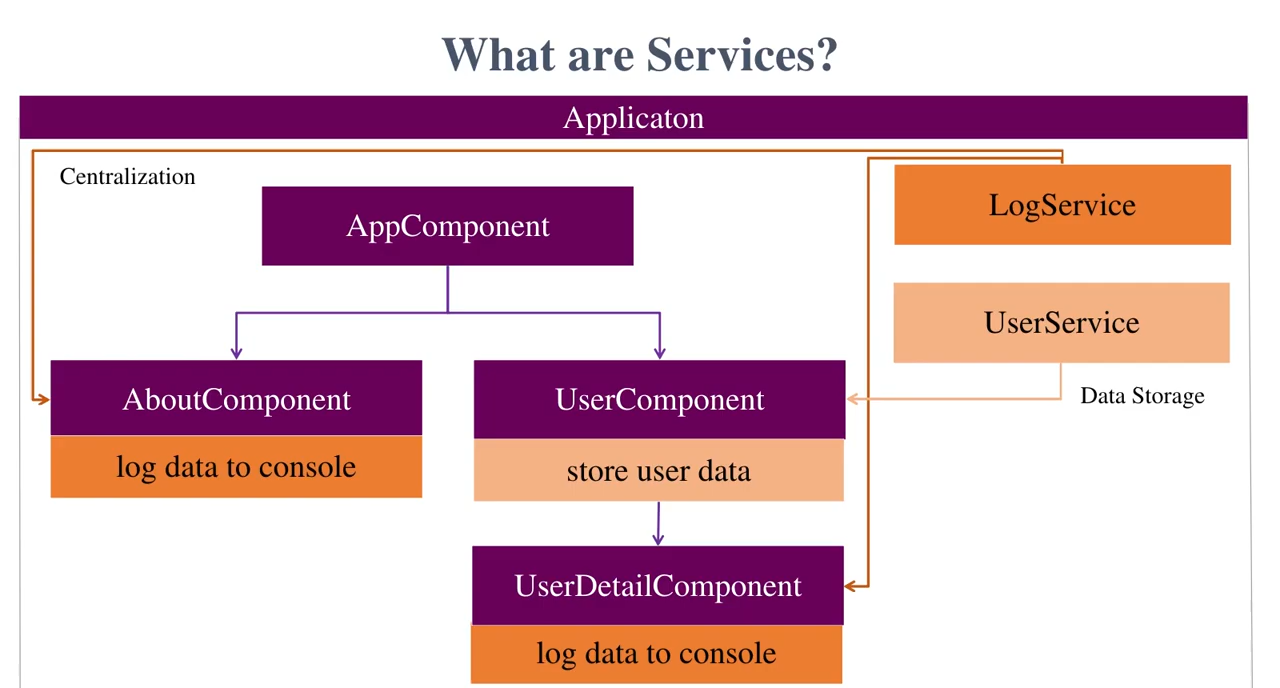 What are Services?
Applicaton
Centralization
AppComponent
LogService
UserService
AboutComponent
UserComponent
Data Storage
log data to console
store user data
UserDetailComponent
log data to console